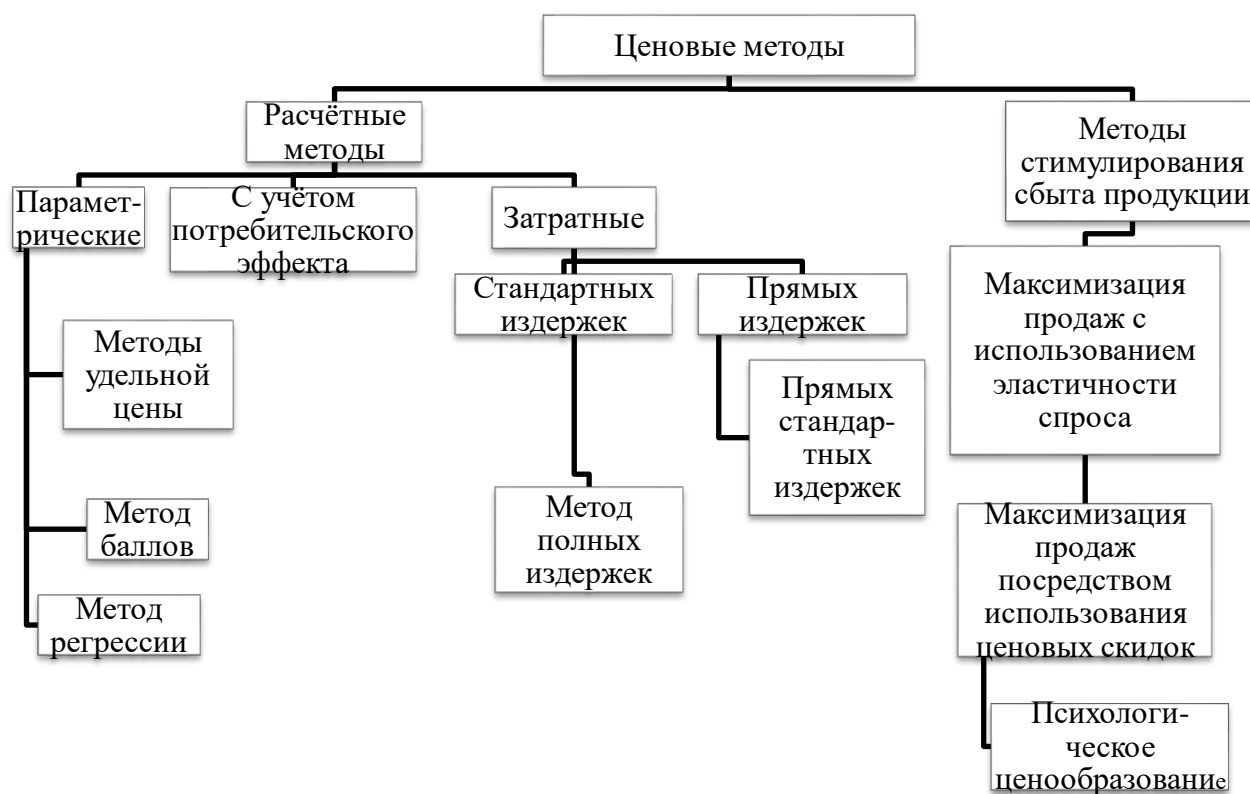 Ценовые методы
Расчётные
методы
Методы
стимулирования
сбыта продукции
Парамет-
рические
С учётом
потребительского
эффекта
Затратные
Стандартных
издержек
Прямых
издержек
Максимизация
продаж с
использованием
эластичности
спроса
Методы
удельной
цены
Прямых
стандар-
тных
издержек
Метод
баллов
Метод
полных
издержек
Максимизация
продаж
посредством
использования
ценовых скидок
Метод
регрессии
Психологи-
ческое
ценообразование